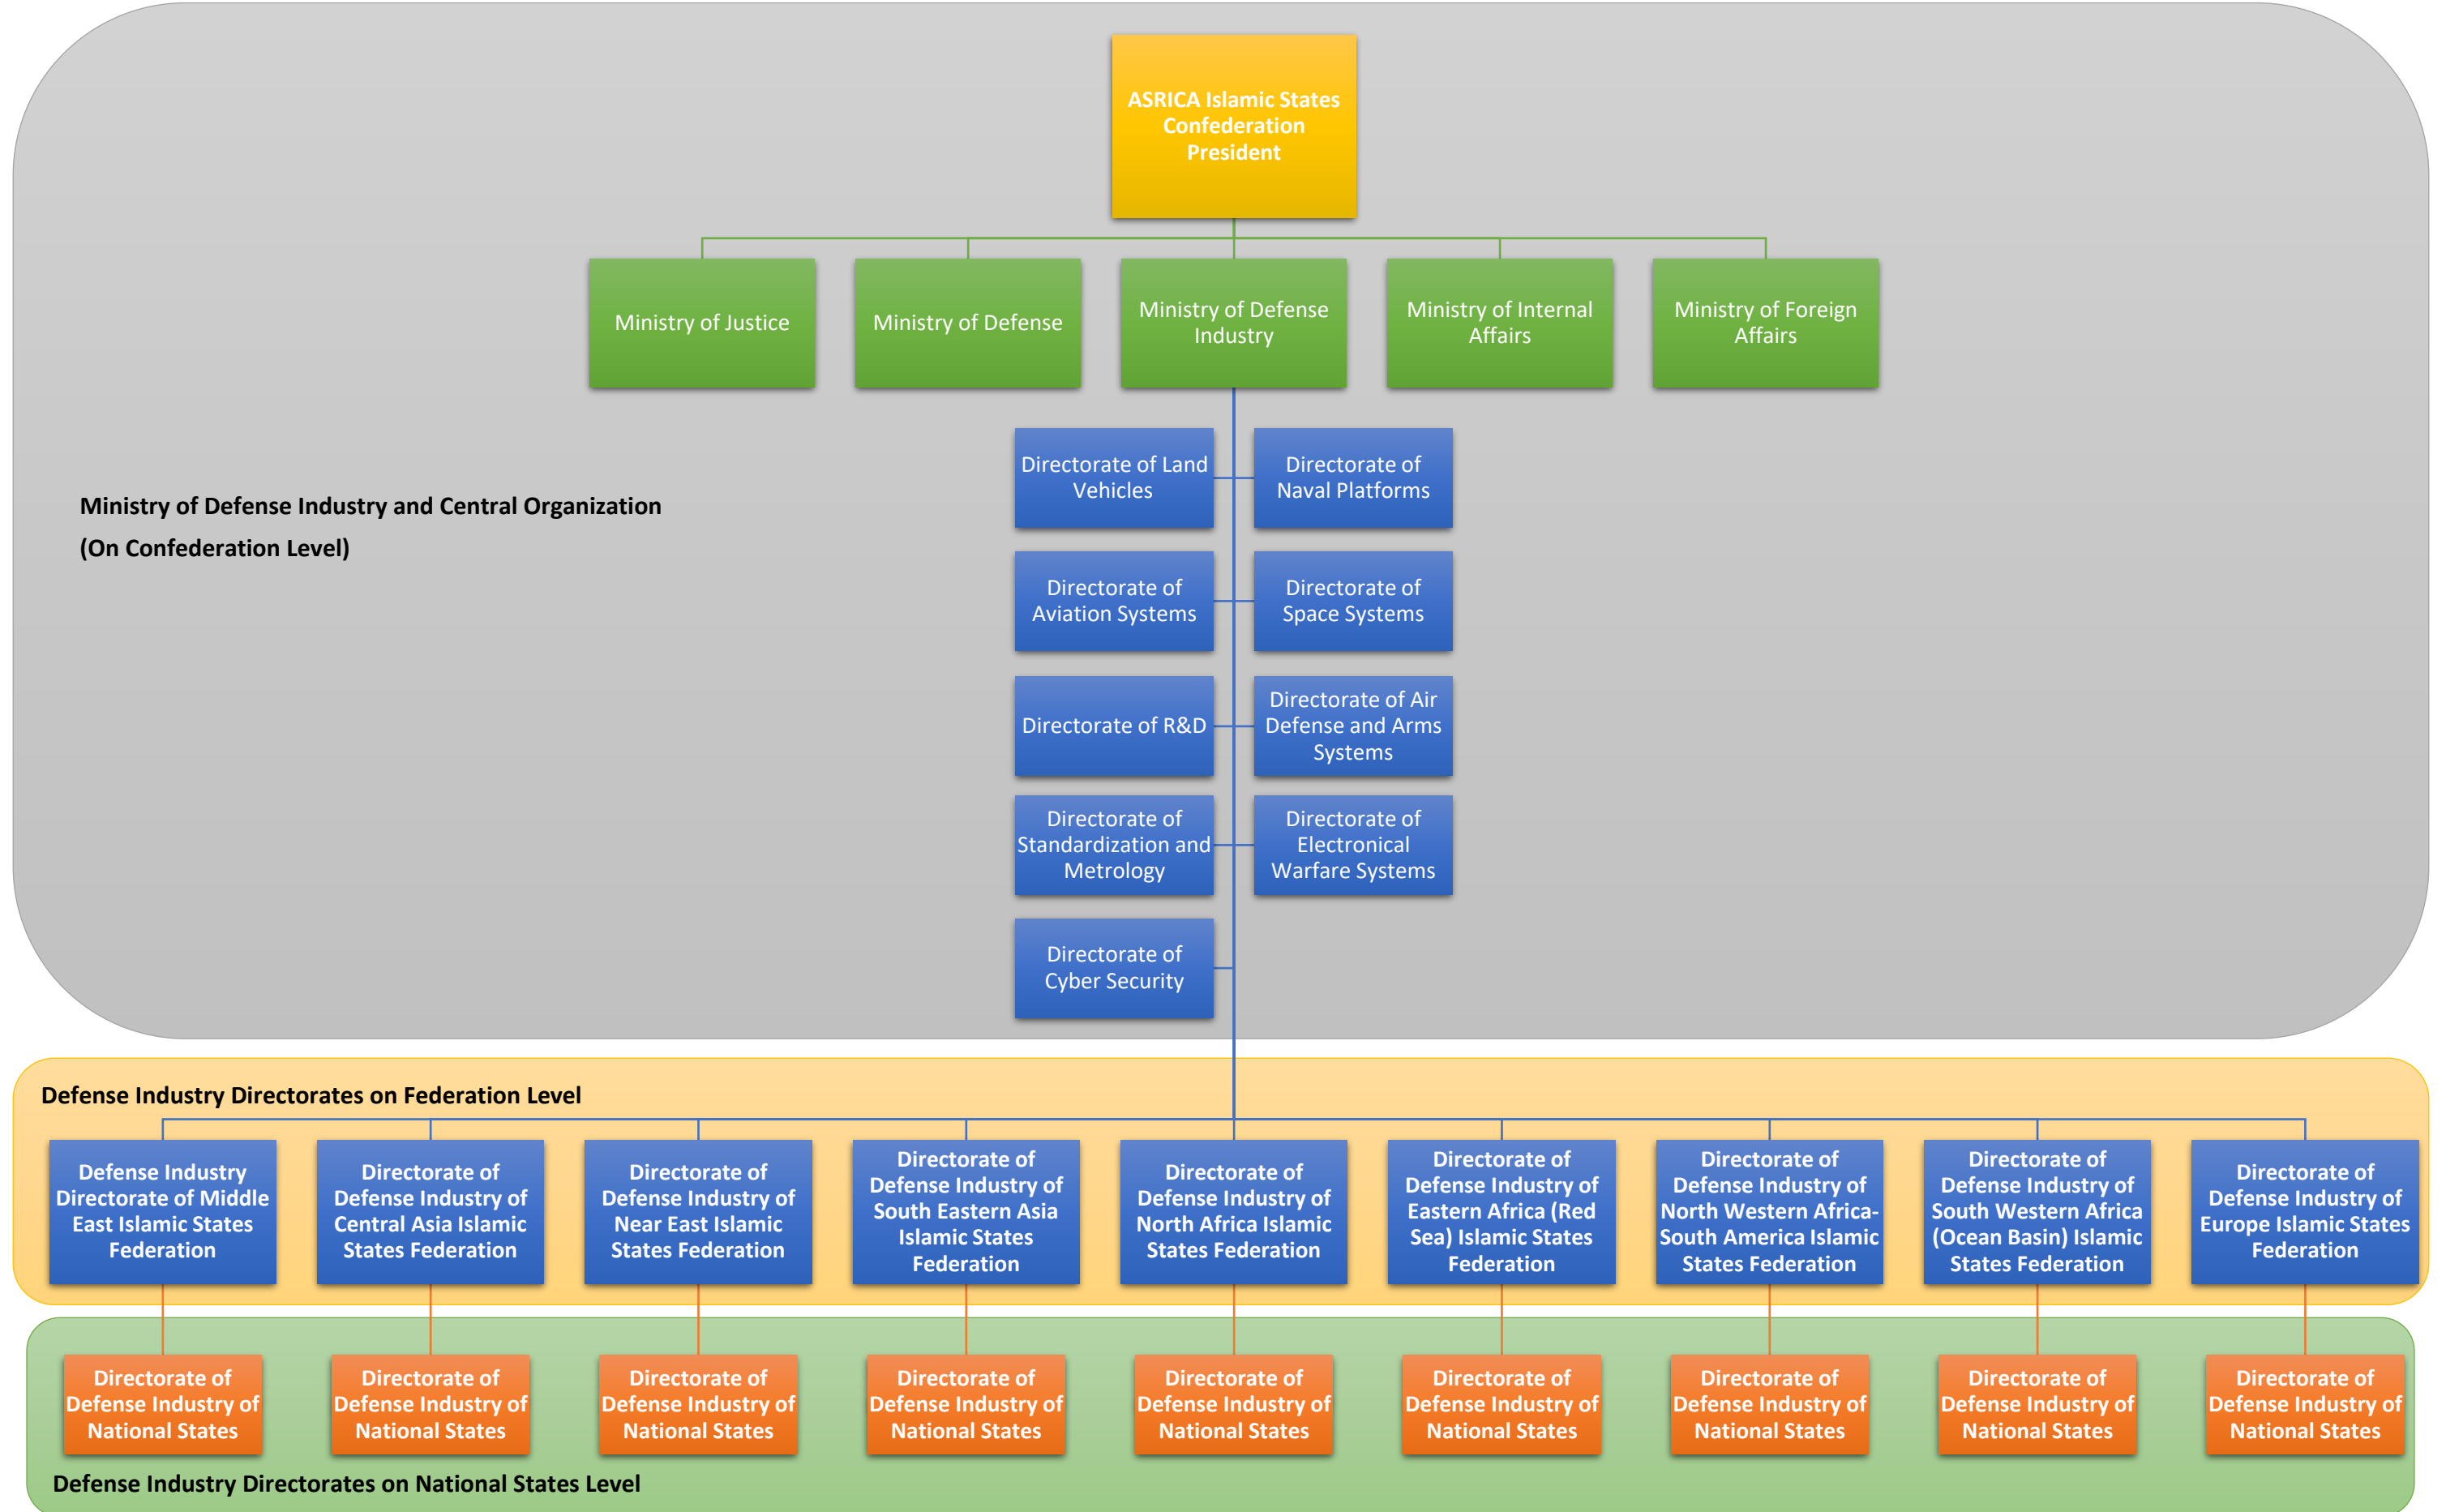 ASRICA Islamic States
Confederation
President
Ministry of Justice
Ministry of Defense
Ministry of Defense
Industry
Ministry of Internal
Affairs
Ministry of Foreign
Affairs
Directorate of Land
Vehicles
Directorate of
Naval Platforms
Ministry of Defense Industry and Central Organization
(On Confederation Level)
Directorate of
Aviation Systems
Directorate of
Space Systems
Directorate of R&D
Directorate of Air
Defense and Arms
Systems
Directorate of
Standardization and
Metrology
Directorate of
Electronical
Warfare Systems
Directorate of
Cyber Security
Defense Industry Directorates on Federation Level
Defense Industry
Directorate of Middle
East Islamic States
Federation
Directorate of
Defense Industry of
Central Asia Islamic
States Federation
Directorate of
Defense Industry of
Near East Islamic
States Federation
Directorate of
Defense Industry of
South Eastern Asia
Islamic States
Federation
Directorate of
Defense Industry of
North Africa Islamic
States Federation
Directorate of
Defense Industry of
Eastern Africa (Red
Sea) Islamic States
Federation
Directorate of
Defense Industry of
North Western Africa-
South America Islamic
States Federation
Directorate of
Defense Industry of
South Western Africa
(Ocean Basin) Islamic
States Federation
Directorate of
Defense Industry of
Europe Islamic States
Federation
Directorate of
Defense Industry of
National States
Directorate of
Defense Industry of
National States
Directorate of
Defense Industry of
National States
Directorate of
Defense Industry of
National States
Directorate of
Defense Industry of
National States
Directorate of
Defense Industry of
National States
Directorate of
Defense Industry of
National States
Directorate of
Defense Industry of
National States
Directorate of
Defense Industry of
National States
Defense Industry Directorates on National States Level